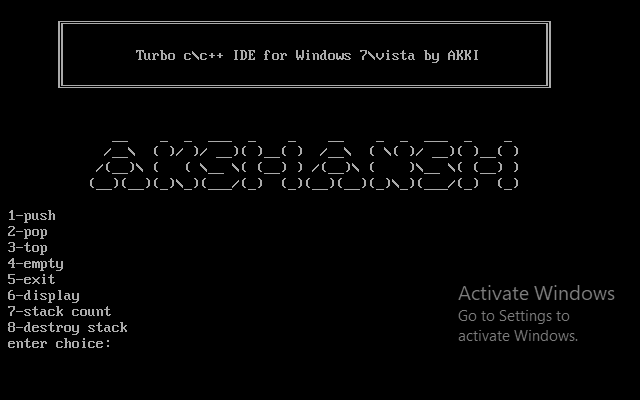 Turbo c\c++ IDE for Windows 7\vista by AKKI
AKSHANSH
1-push
2-pop
3-top
4-empty
5-exit
6-display
7-stack count
8-destroy stack
enter choice:
Activate Windows
Go to Settings to
activate Windows.